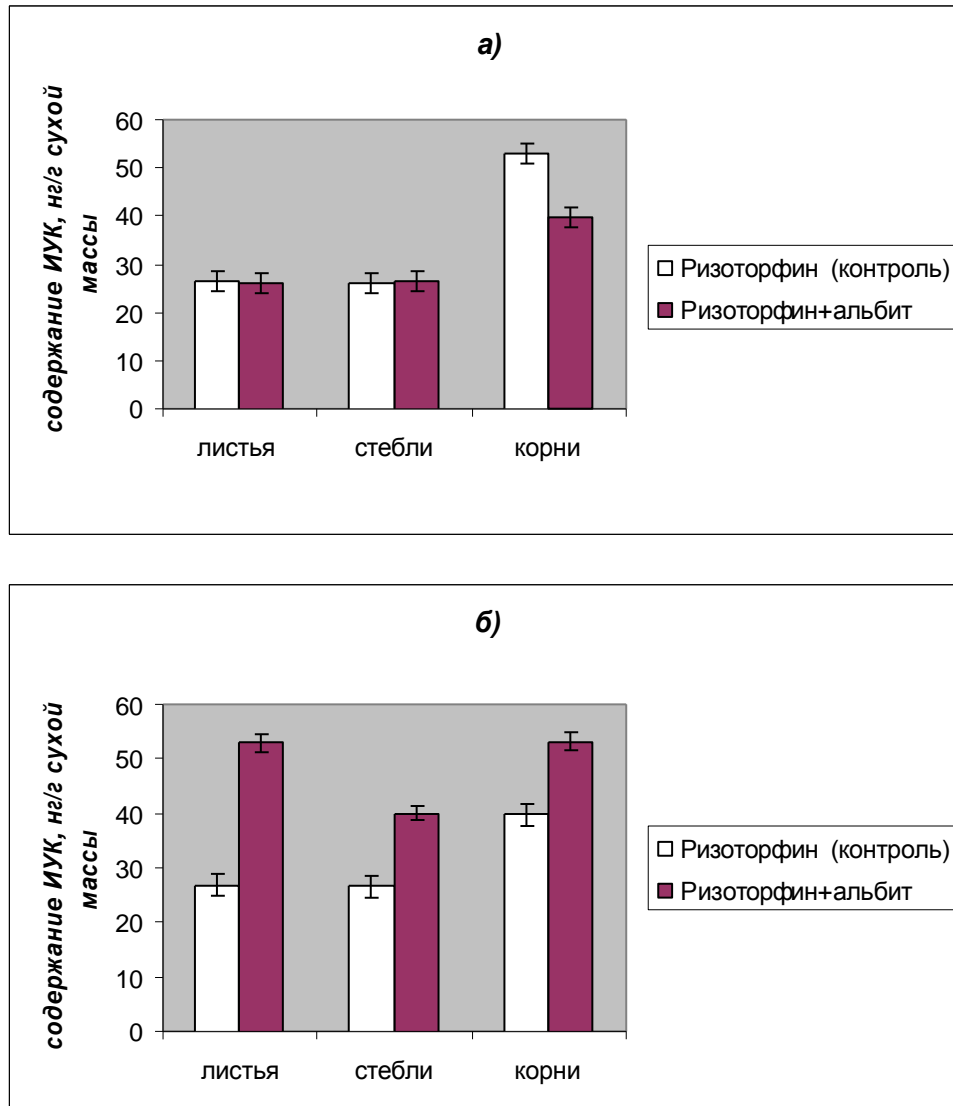 а)
содержание ИУК, нг/г сухой
массы
60
50
40
30
20
10
0
листья стебли корни
Ризоторфин (контроль)
Ризоторфин+альбит
б)
содержание ИУК, нг/г сухой
массы
60
50
40
30
20
10
0
листья стебли корни
Ризоторфин (контроль)
Ризоторфин+альбит